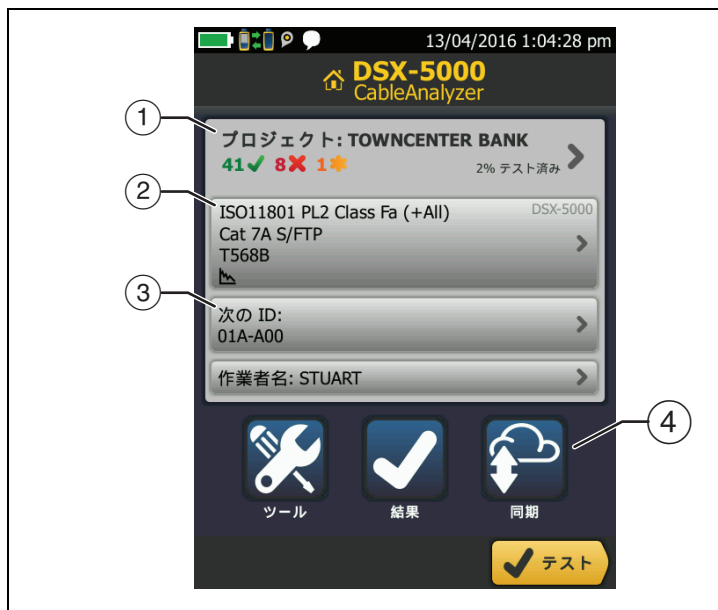 13/04/2016 1:04:28 pm
DSX-5000
CableAnalyzer
1
プロジェクト: TOWNCENTER BANK
41 8 1
2% テスト済み
2
ISO11801 PL2 Class Fa (+All) DSX-5000
Cat 7A S/FTP
T568B
3
次の ID:
01A-A00
作業者名: STUART
4
ツール 結果 同期
テスト